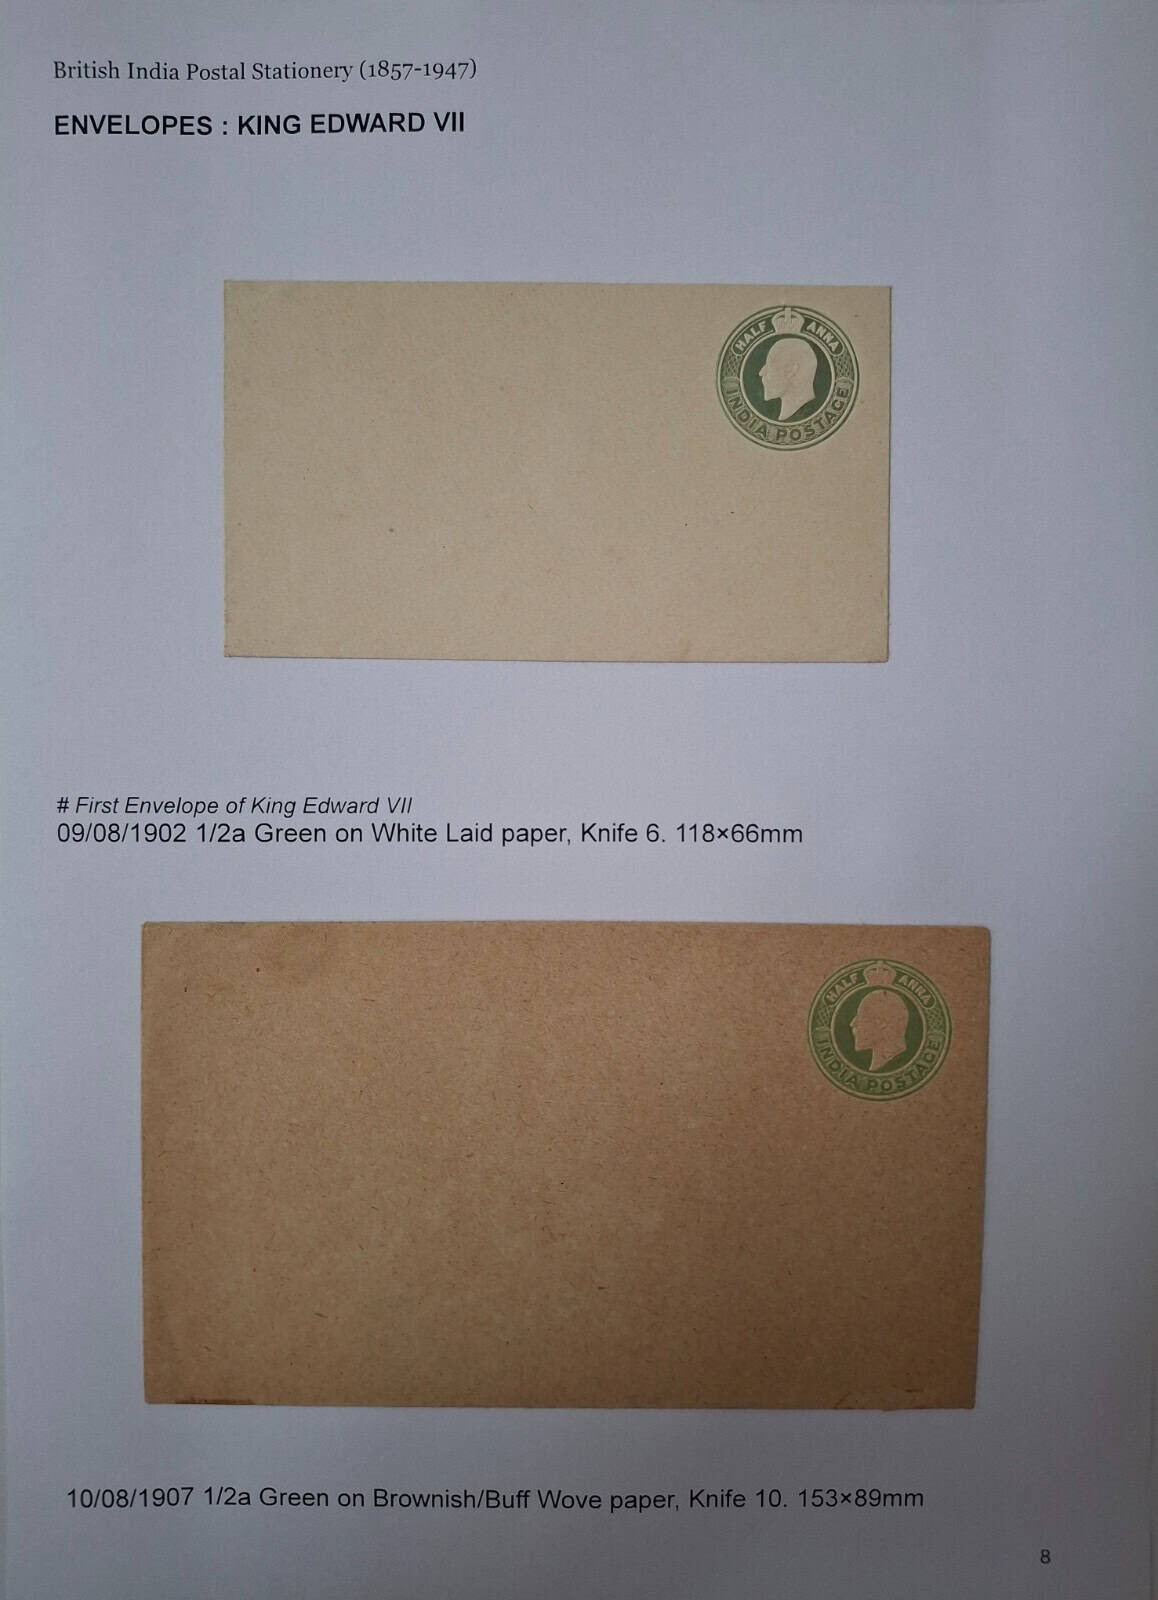 British India Postal Stationery (1857-1947)
ENVELOPES : KING EDWARD VII
HALF ANNA
INDIA POSTAGE
# First Envelope of King Edward VII
09/08/1902 1/2a Green on White Laid paper, Knife 6. 118×66mm
HALF ANNA
INDIA POSTAGE
10/08/1907 1/2a Green on Brownish/Buff Wove paper, Knife 10. 153×89mm
8